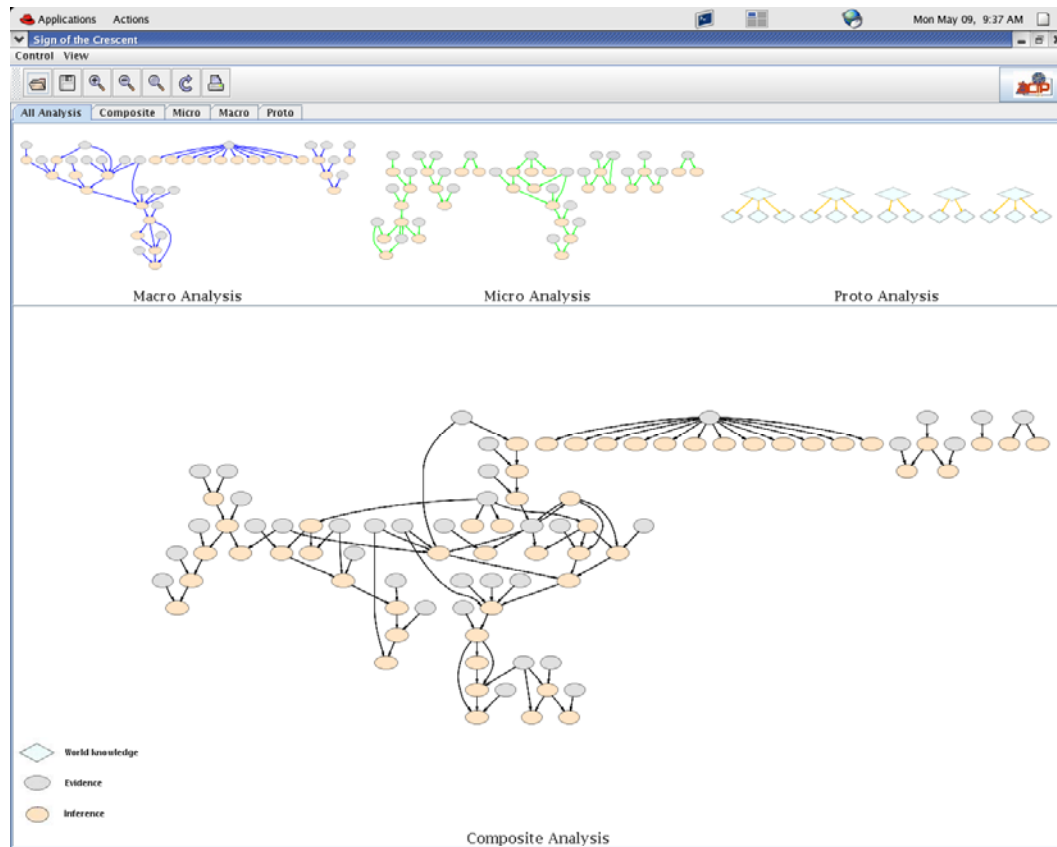 Applications Actions Mon May 09, 9:37 AM
Sign of the Crescent
Control View
All Analysis Composite Micro Macro Proto
Macro Analysis Micro Analysis Proto Analysis
World knowledge
Evidence
Inference
Composite Analysis